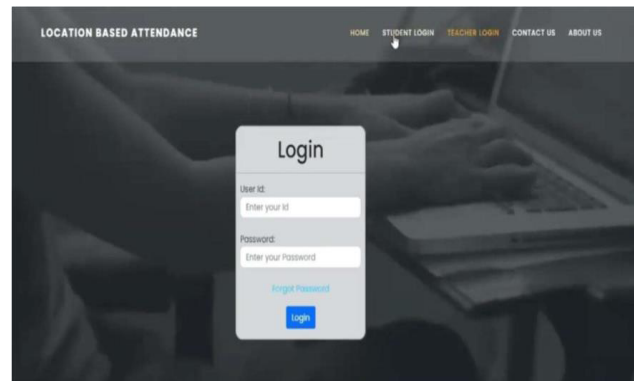 LOCATION BASED ATTENDANCE
HOME STUDENT LOGIN TEACHER LOGIN CONTACT US ABOUT US
Login
User Id:
Enter your Id
Password:
Enter your Password
Forgot Password
Login